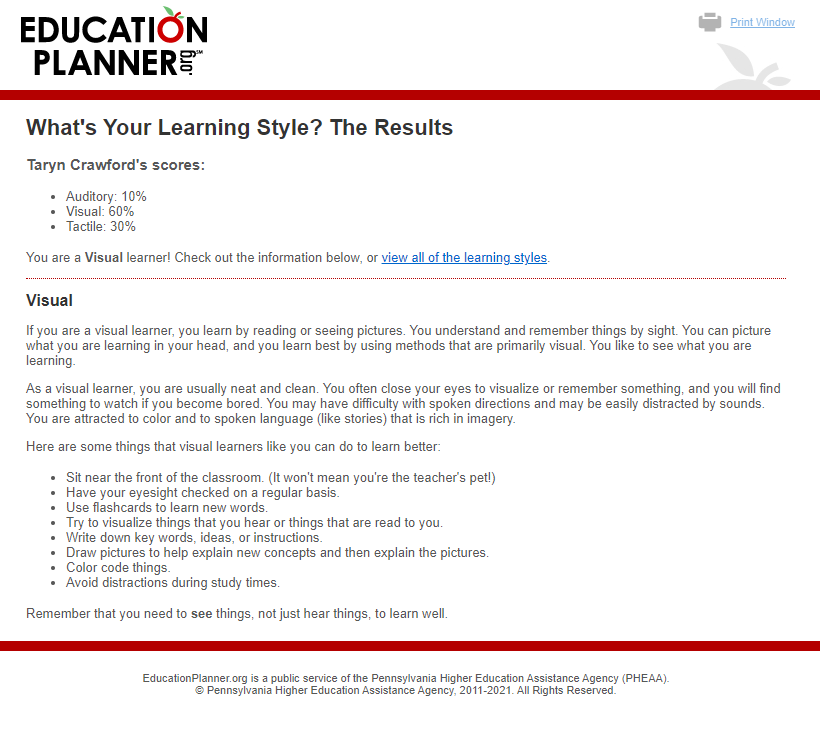 EDUCATION
PLANNER.org℠
Print Window
What's Your Learning Style? The Results
Taryn Crawford's scores:
• Auditory: 10%
• Visual: 60%
• Tactile: 30%
You are a Visual learner! Check out the information below, or view all of the learning styles.
Visual
If you are a visual learner, you learn by reading or seeing pictures. You understand and remember things by sight. You can picture
what you are learning in your head, and you learn best by using methods that are primarily visual. You like to see what you are
learning.
As a visual learner, you are usually neat and clean. You often close your eyes to visualize or remember something, and you will find
something to watch if you become bored. You may have difficulty with spoken directions and may be easily distracted by sounds.
You are attracted to color and to spoken language (like stories) that is rich in imagery.
Here are some things that visual learners like you can do to learn better:
• Sit near the front of the classroom. (It won't mean you're the teacher's pet!)
• Have your eyesight checked on a regular basis.
• Use flashcards to learn new words.
• Try to visualize things that you hear or things that are read to you.
• Write down key words, ideas, or instructions.
• Draw pictures to help explain new concepts and then explain the pictures.
• Color code things.
• Avoid distractions during study times.
Remember that you need to see things, not just hear things, to learn well.
EducationPlanner.org is a public service of the Pennsylvania Higher Education Assistance Agency (PHEAA).
© Pennsylvania Higher Education Assistance Agency, 2011-2021. All Rights Reserved.